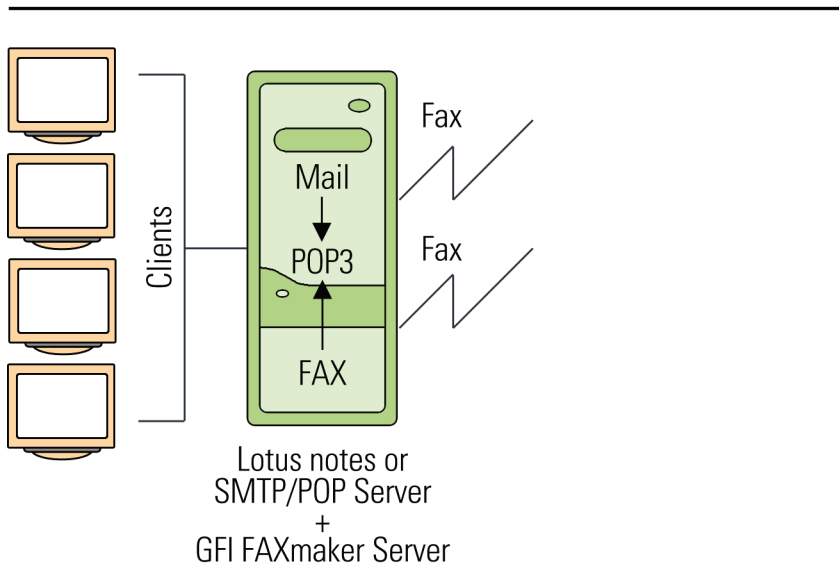 Clients
Mail
POP3
FAX
Fax
Fax
Lotus notes or
SMTP/POP Server
+
GFI FAXmaker Server